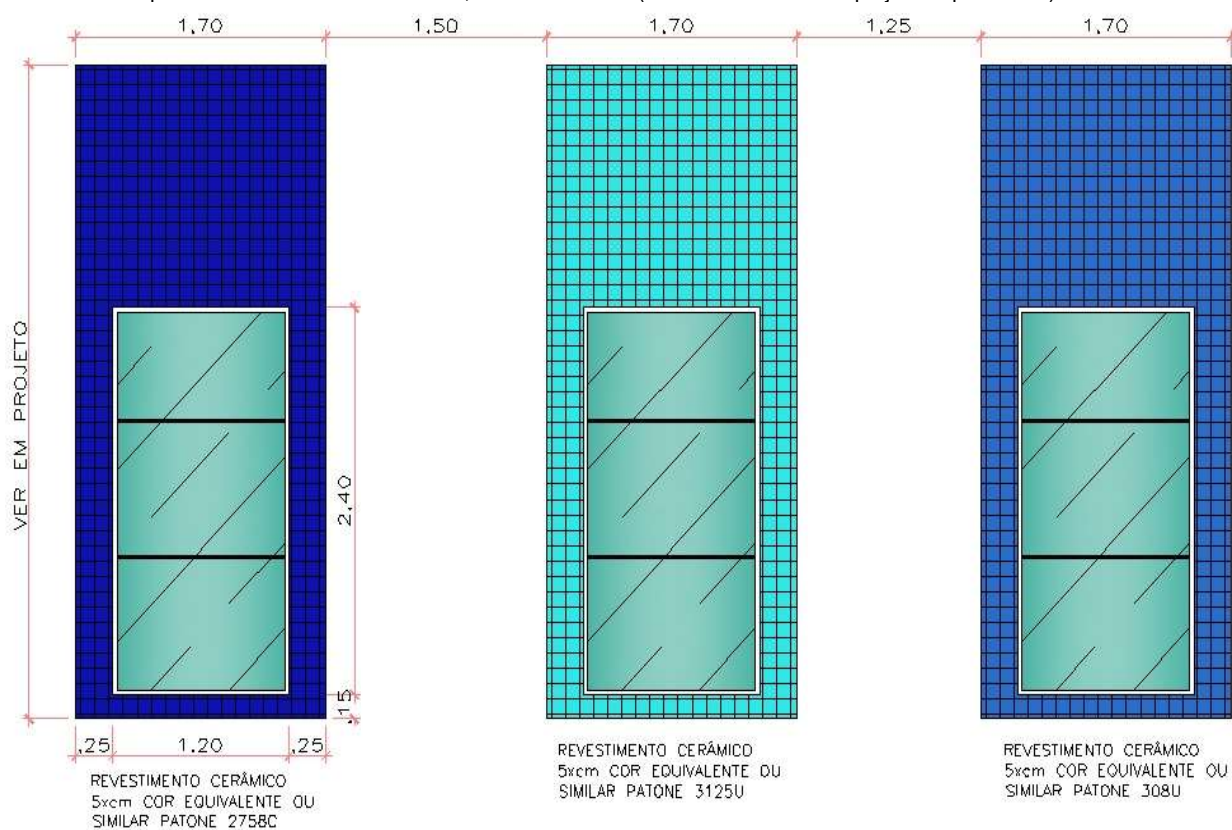 1.70
1.50
1.70
1.25
1.70
VER EM PROJETO
2.40
.15
.25
1.20
.25
REVESTIMENTO CERÂMICO
5xcm COR EQUIVALENTE OU
SIMILAR PATONE 2758C
REVESTIMENTO CERÂMICO
5xcm COR EQUIVALENTE OU
SIMILAR PATONE 3125U
REVESTIMENTO CERÂMICO
5xcm COR EQUIVALENTE OU
SIMILAR PATONE 308U